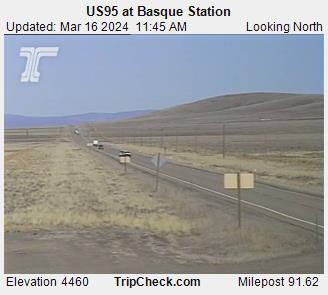 US95 at Basque Station
Updated: Mar 16 2024 11:45 AM Looking North
Elevation 4460 TripCheck.com Milepost 91.62